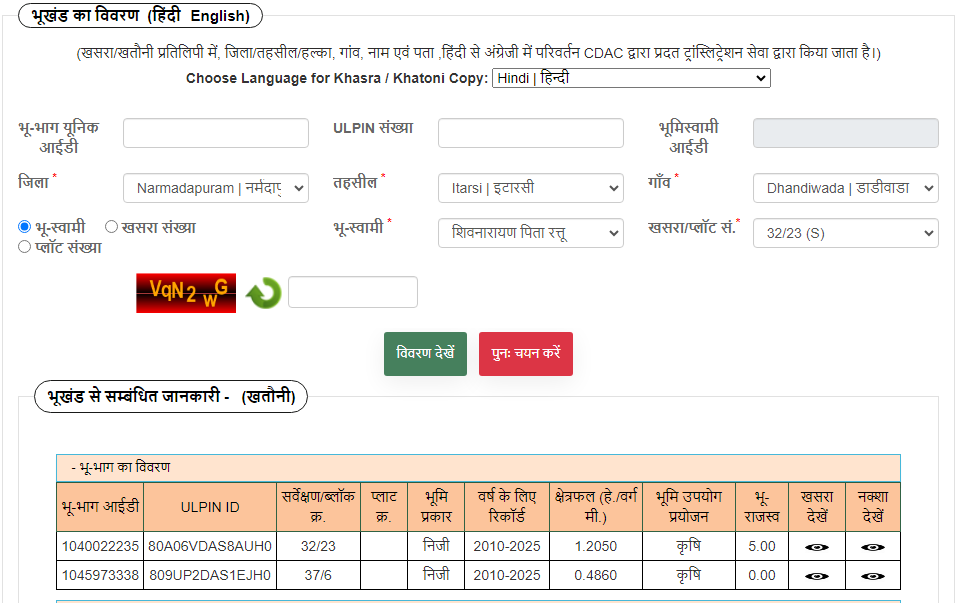 भूखंड का विवरण (हिंदी English)
(खसरा/खतौनी प्रतिलिपी में, जिला/तहसील/हल्का, गांव, नाम एवं पता ,हिंदी से अंग्रेजी में परिवर्तन CDAC द्वारा प्रदत ट्रांस्लिट्रेशन सेवा द्वारा किया जाता है।)
Choose Language for Khasra / Khatoni Copy: Hindi | हिन्दी
भू-भाग यूनिक आईडी
ULPIN संख्या
भूमिस्वामी आईडी
जिला * Narmadapuram | नर्मदापु
तहसील * Itarsi | इटारसी
गाँव * Dhandiwada | डाडीवाडा
भू-स्वामी खसरा संख्या
प्लॉट संख्या
भू-स्वामी * शिवनारायण पिता रत्तू
खसरा/प्लॉट सं.* 32/23 (S)
VqN2wG
विवरण देखें पुनः चयन करें
भूखंड से सम्बंधित जानकारी - (खतौनी)
- भू-भाग का विवरण
भू-भाग आईडी ULPIN ID सर्वेक्षण/ब्लॉक क्र. प्लाट क्र. भूमि प्रकार वर्ष के लिए रिकॉर्ड क्षेत्रफल (हे./वर्ग मी.) भूमि उपयोग प्रयोजन भू-राजस्व खसरा देखें नक्शा देखें
1040022235 80A06VDAS8AUH0 32/23 निजी 2010-2025 1.2050 कृषि 5.00
1045973338 809UP2DAS1EJH0 37/6 निजी 2010-2025 0.4860 कृषि 0.00